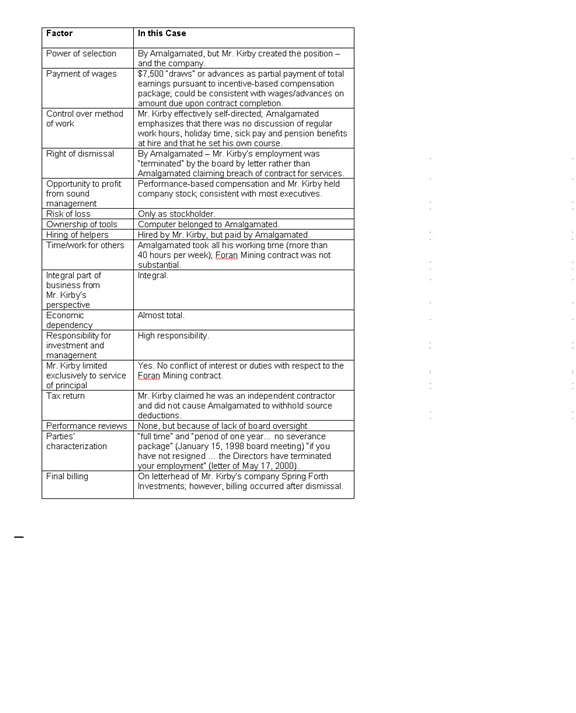 Factor
In this Case
Power of selection
By Amalgamated, but Mr. Kirby created the position –
and the company.
Payment of wages
$7,500 "draws" or advances as partial payment of total
earnings pursuant to incentive-based compensation
package; could be consistent with wages/advances on
amount due upon contract completion.
Control over method
of work
Mr. Kirby effectively self-directed; Amalgamated
emphasizes that there was no discussion of regular
work hours, holiday time, sick pay and pension benefits
at hire and that he set his own course.
Right of dismissal
By Amalgamated – Mr. Kirby's employment was
"terminated" by the board by letter rather than
Amalgamated claiming breach of contract for services.
Opportunity to profit
from sound
management
Performance-based compensation and Mr. Kirby held
company stock; consistent with most executives.
Risk of loss
Only as stockholder.
Ownership of tools
Computer belonged to Amalgamated.
Hiring of helpers
Hired by Mr. Kirby, but paid by Amalgamated.
Time/work for others
Amalgamated took all his working time (more than
40 hours per week); Foran Mining contract was not
substantial.
Integral part of
business from
Mr. Kirby's
perspective
Integral.
Economic
dependency
Almost total.
Responsibility for
investment and
management
High responsibility.
Mr. Kirby limited
exclusively to service
of principal
Yes. No conflict of interest or duties with respect to the
Foran Mining contract.
Tax return
Mr. Kirby claimed he was an independent contractor
and did not cause Amalgamated to withhold source
deductions.
Performance reviews
None, but because of lack of board oversight.
Parties'
characterization
"full time" and "period of one year... no severance
package" (January 15, 1998 board meeting) "if you
have not resigned ... the Directors have terminated
your employment" (letter of May 17, 2000).
Final billing
On letterhead of Mr. Kirby's company Spring Forth
Investments; however, billing occurred after dismissal.